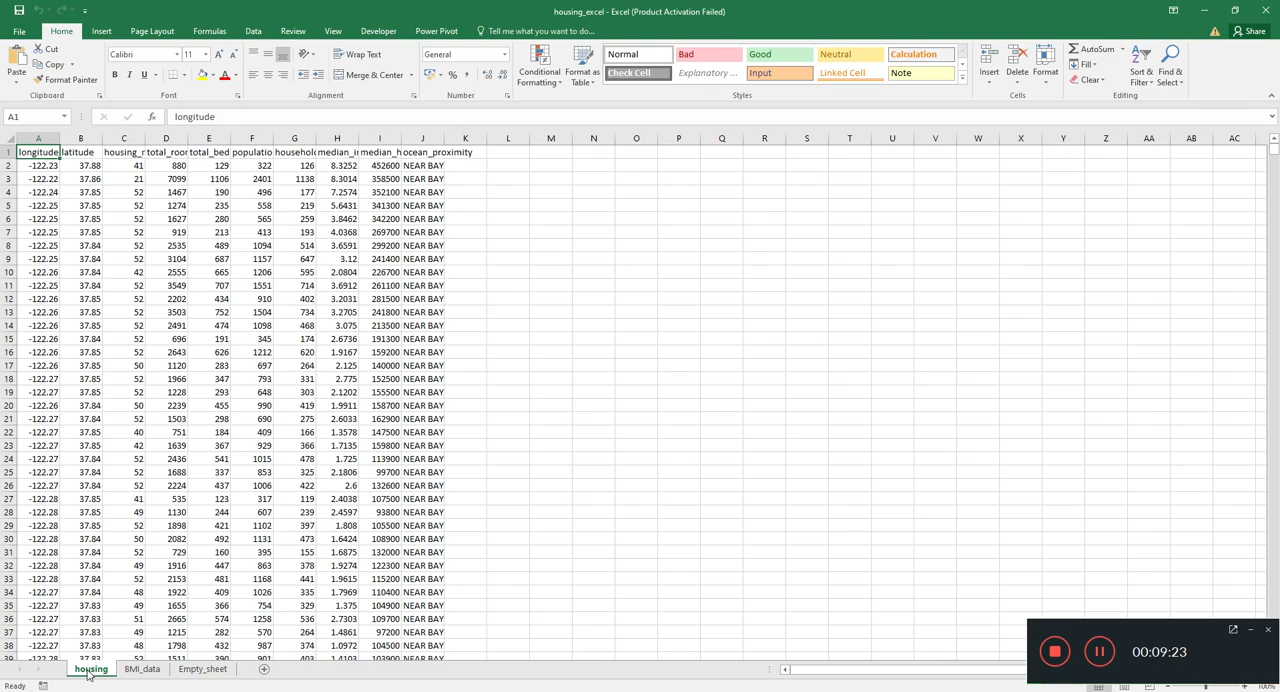 housing_excel - Excel (Product Activation Failed)
File Home Insert Page Layout Formulas Data Review View Developer Power Pivot Tell me what you want to do... Share
Paste Cut Copy Format Painter Clipboard
Calibri 11 B I U Font
Wrap Text Merge & Center Alignment
General Number
Conditional Formatting Format as Table
Normal Bad Good Neutral Calculation
Check Cell Explanatory ... Input Linked Cell Note
Styles
Insert Delete Format Cells
AutoSum Fill Clear Sort & Filter Find & Select Editing
A1 fx longitude
A B C D E F G H I J K L M N O P Q R S T U V W X Y Z AA AB AC
1 longitude latitude housing_r total_roor total_bed populatio household median_i median_h ocean_proximity
2 -122.23 37.88 41 880 129 322 126 8.3252 452600 NEAR BAY
3 -122.22 37.86 21 7099 1106 2401 1138 8.3014 358500 NEAR BAY
4 -122.24 37.85 52 1467 190 496 177 7.2574 352100 NEAR BAY
5 -122.25 37.85 52 1274 235 558 219 5.6431 341300 NEAR BAY
6 -122.25 37.85 52 1627 280 565 259 3.8462 342200 NEAR BAY
7 -122.25 37.85 52 919 213 413 193 4.0368 269700 NEAR BAY
8 -122.25 37.84 52 2535 489 1094 514 3.6591 299200 NEAR BAY
9 -122.25 37.84 52 3104 687 1157 647 3.12 241400 NEAR BAY
10 -122.26 37.84 42 2555 665 1206 595 2.0804 226700 NEAR BAY
11 -122.25 37.84 52 3549 707 1551 714 3.6912 261100 NEAR BAY
12 -122.26 37.85 52 2202 434 910 402 3.2031 281500 NEAR BAY
13 -122.26 37.85 52 3503 752 1504 734 3.2705 241800 NEAR BAY
14 -122.26 37.85 52 2491 474 1098 468 3.075 213500 NEAR BAY
15 -122.26 37.84 52 696 191 345 174 2.6736 191300 NEAR BAY
16 -122.26 37.85 52 2643 626 1212 620 1.9167 159200 NEAR BAY
17 -122.26 37.85 50 1120 283 697 264 2.125 140000 NEAR BAY
18 -122.27 37.85 52 1966 347 793 331 2.775 152500 NEAR BAY
19 -122.27 37.85 52 1228 293 648 303 2.1202 155500 NEAR BAY
20 -122.26 37.84 50 2239 455 990 419 1.9911 158700 NEAR BAY
21 -122.27 37.84 52 1503 298 690 275 2.6033 162900 NEAR BAY
22 -122.27 37.85 40 751 184 409 166 1.3578 147500 NEAR BAY
23 -122.27 37.85 42 1639 367 929 366 1.7135 159800 NEAR BAY
24 -122.27 37.84 52 2436 541 1015 478 1.725 113900 NEAR BAY
25 -122.27 37.84 52 1688 337 853 325 2.1806 99700 NEAR BAY
26 -122.27 37.84 52 2224 437 1006 422 2.6 132600 NEAR BAY
27 -122.28 37.85 41 535 123 317 119 2.4038 107500 NEAR BAY
28 -122.28 37.85 49 1130 244 607 239 2.4597 93800 NEAR BAY
29 -122.28 37.85 52 1898 421 1102 397 1.808 105500 NEAR BAY
30 -122.28 37.84 50 2082 492 1131 473 1.6424 108900 NEAR BAY
31 -122.28 37.84 52 729 160 395 155 1.6875 132000 NEAR BAY
32 -122.28 37.84 49 1916 447 863 378 1.9274 122300 NEAR BAY
33 -122.28 37.84 52 2153 481 1168 441 1.9615 115200 NEAR BAY
34 -122.27 37.84 48 1922 409 1026 335 1.7969 110400 NEAR BAY
35 -122.27 37.83 49 1655 366 754 329 1.375 104900 NEAR BAY
36 -122.27 37.83 51 2665 574 1258 536 2.7303 109700 NEAR BAY
37 -122.27 37.83 49 1215 282 570 264 1.4861 97200 NEAR BAY
38 -122.27 37.83 48 1798 432 987 374 1.0972 104500 NEAR BAY
39 -122.28 37.83 52 1511 390 901 403 1.4103 103900 NEAR BAY
00:09:23
housing BMI_data Empty_sheet
Ready 100%